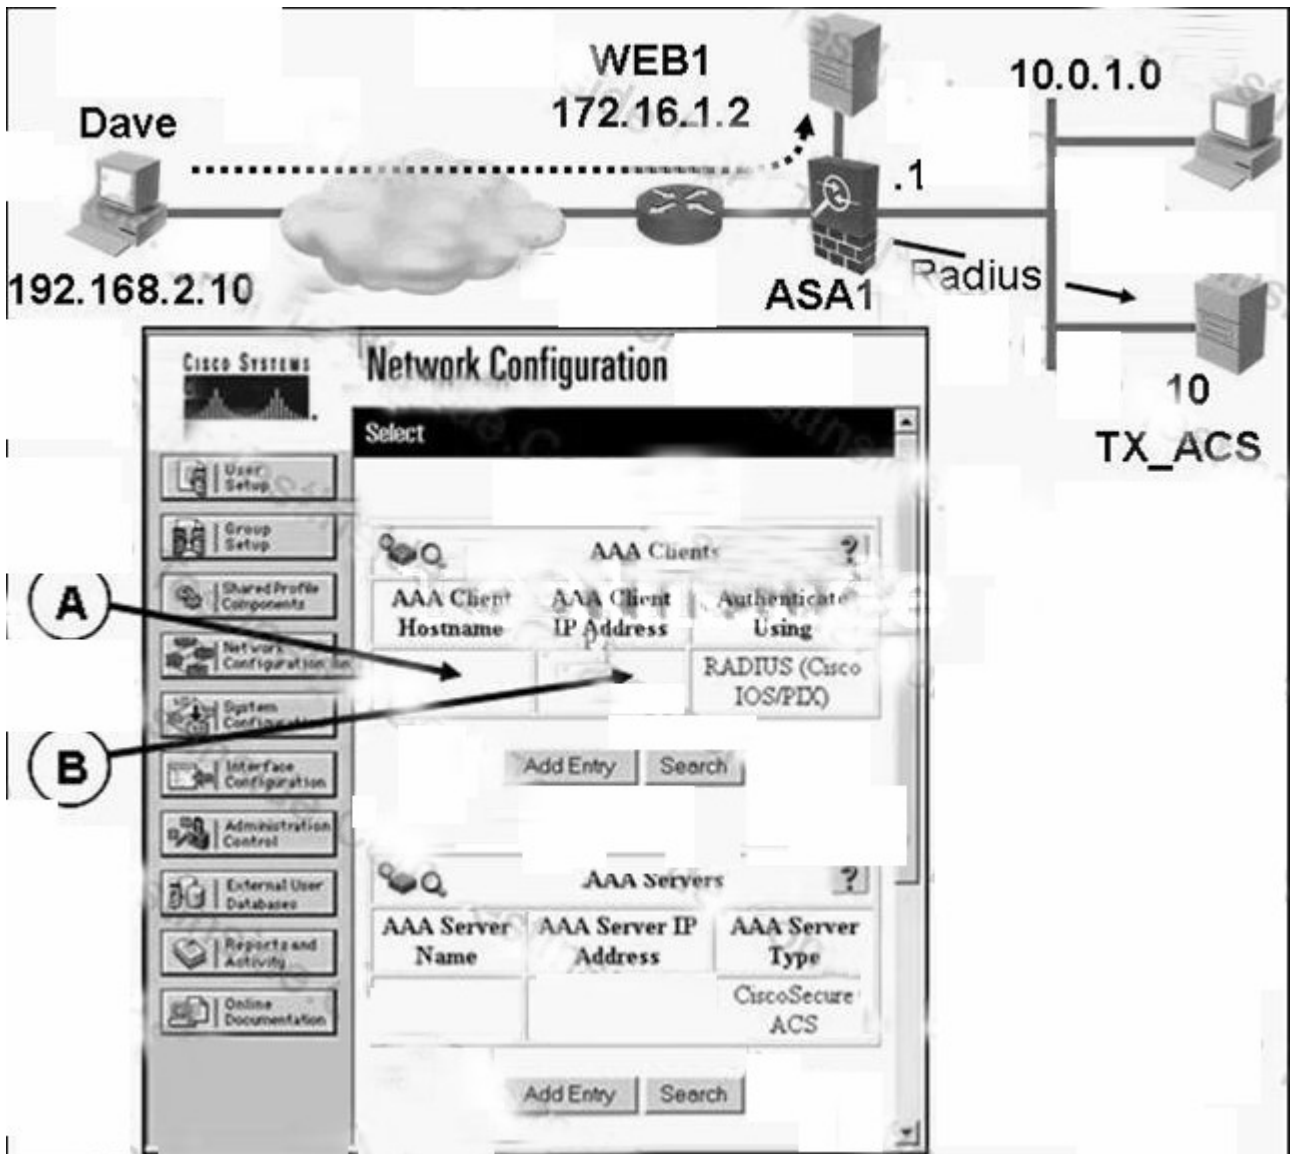 WEB1
172.16.1.2
10.0.1.0
Dave
.1
192.168.2.10
ASA1
Radius
10
TX_ACS
CISCO SYSTEMS
Network Configuration
Select
User
Setup
Group
Setup
Shared Profile
Components
Network
Configuration
System
Configuration
Interface
Configuration
Administration
Control
External User
Databases
Reports and
Activity
Online
Documentation
A
B
AAA Clients
?
AAA Client
Hostname
AAA Client
IP Address
Authenticate
Using
RADIUS (Cisco
IOS/PIX)
Add Entry
Search
AAA Servers
?
AAA Server
Name
AAA Server IP
Address
AAA Server
Type
CiscoSecure
ACS
Add Entry
Search